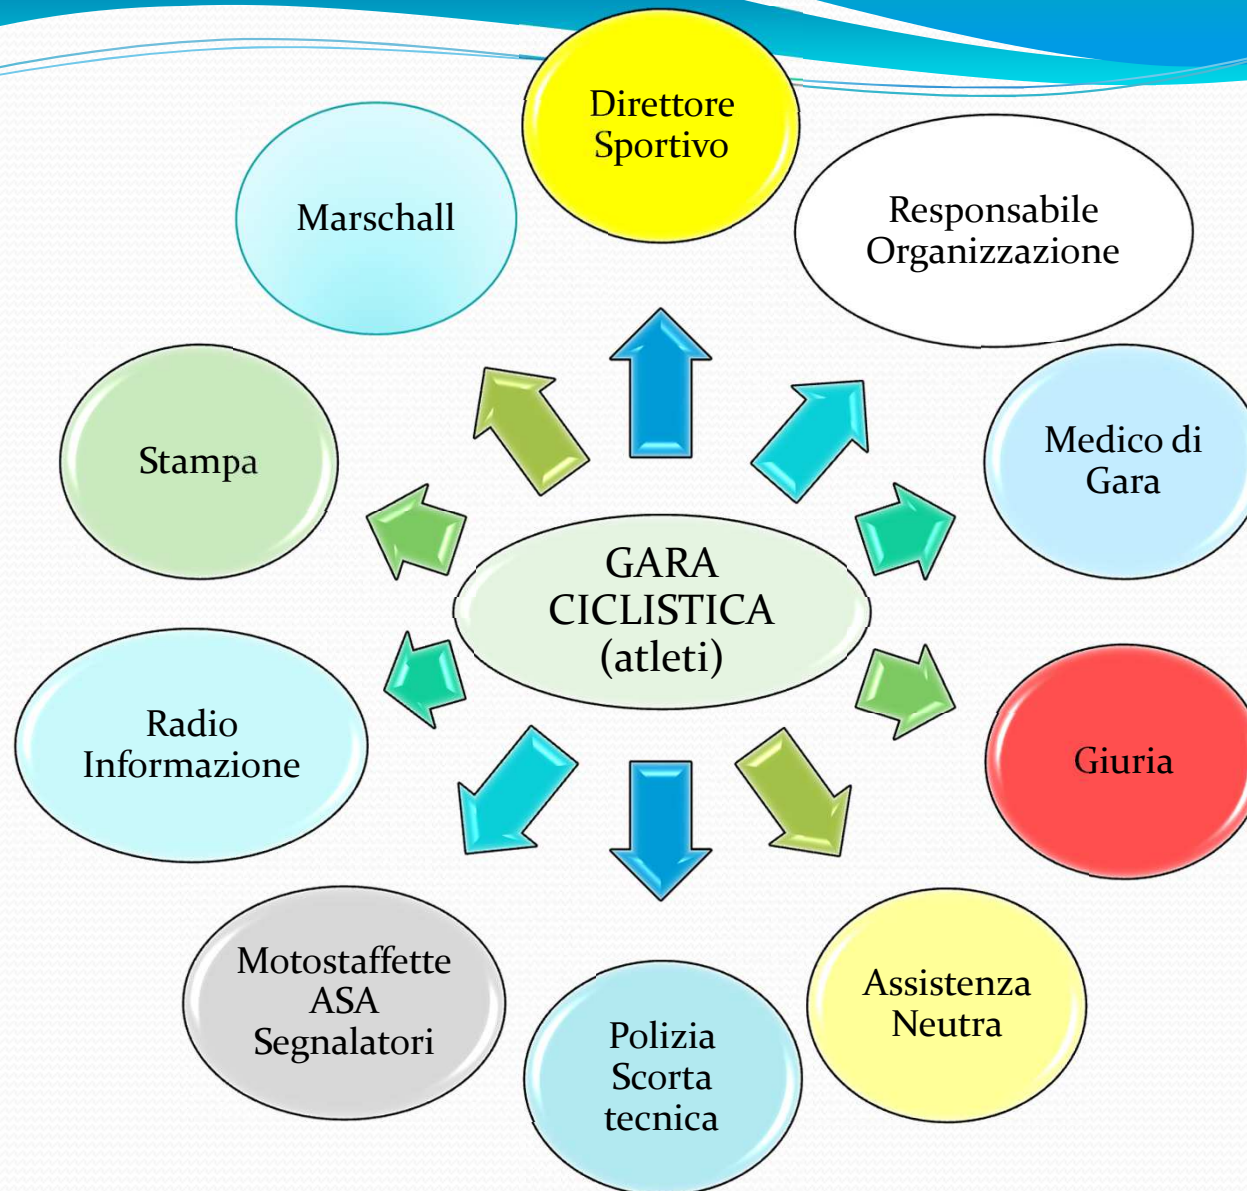 Direttore
Sportivo
Responsabile
Organizzazione
Medico di
Gara
Giuria
Assistenza
Neutra
Polizia
Scorta
tecnica
Motostaffette
ASA
Segnalatori
Radio
Informazione
Stampa
Marschall
GARA
CICLISTICA
(atleti)